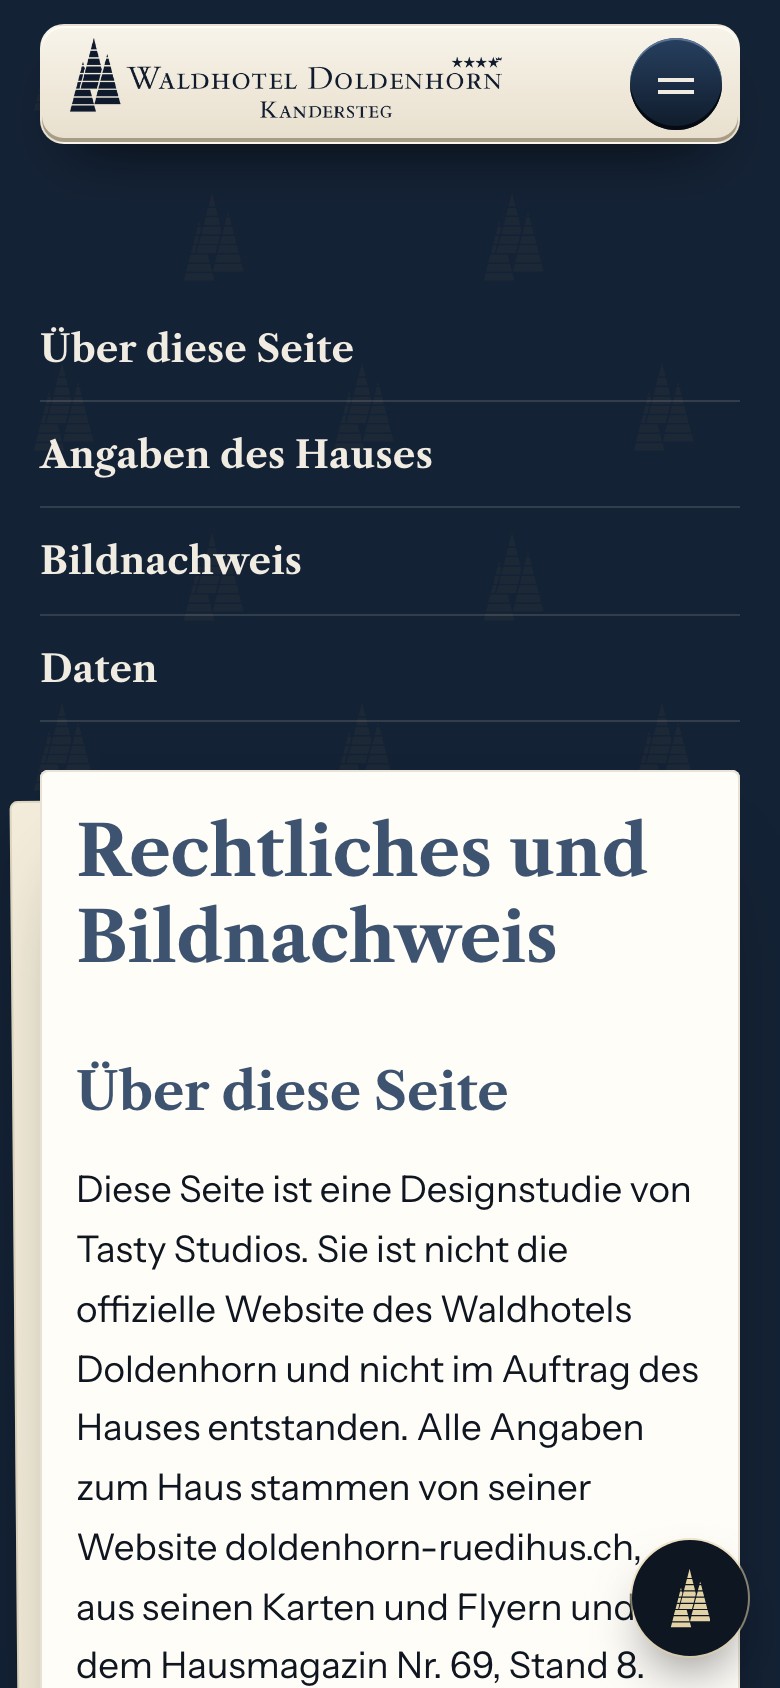 WALDHOTEL DOLDENHORN
KANDERSTEG
Über diese Seite
Angaben des Hauses
Bildnachweis
Daten
Rechtliches und
Bildnachweis
Über diese Seite
Diese Seite ist eine Designstudie von
Tasty Studios. Sie ist nicht die
offizielle Website des Waldhotels
Doldenhorn und nicht im Auftrag des
Hauses entstanden. Alle Angaben
zum Haus stammen von seiner
Website doldenhorn-ruedihus.ch,
aus seinen Karten und Flyern und
dem Hausmagazin Nr. 69, Stand 8.